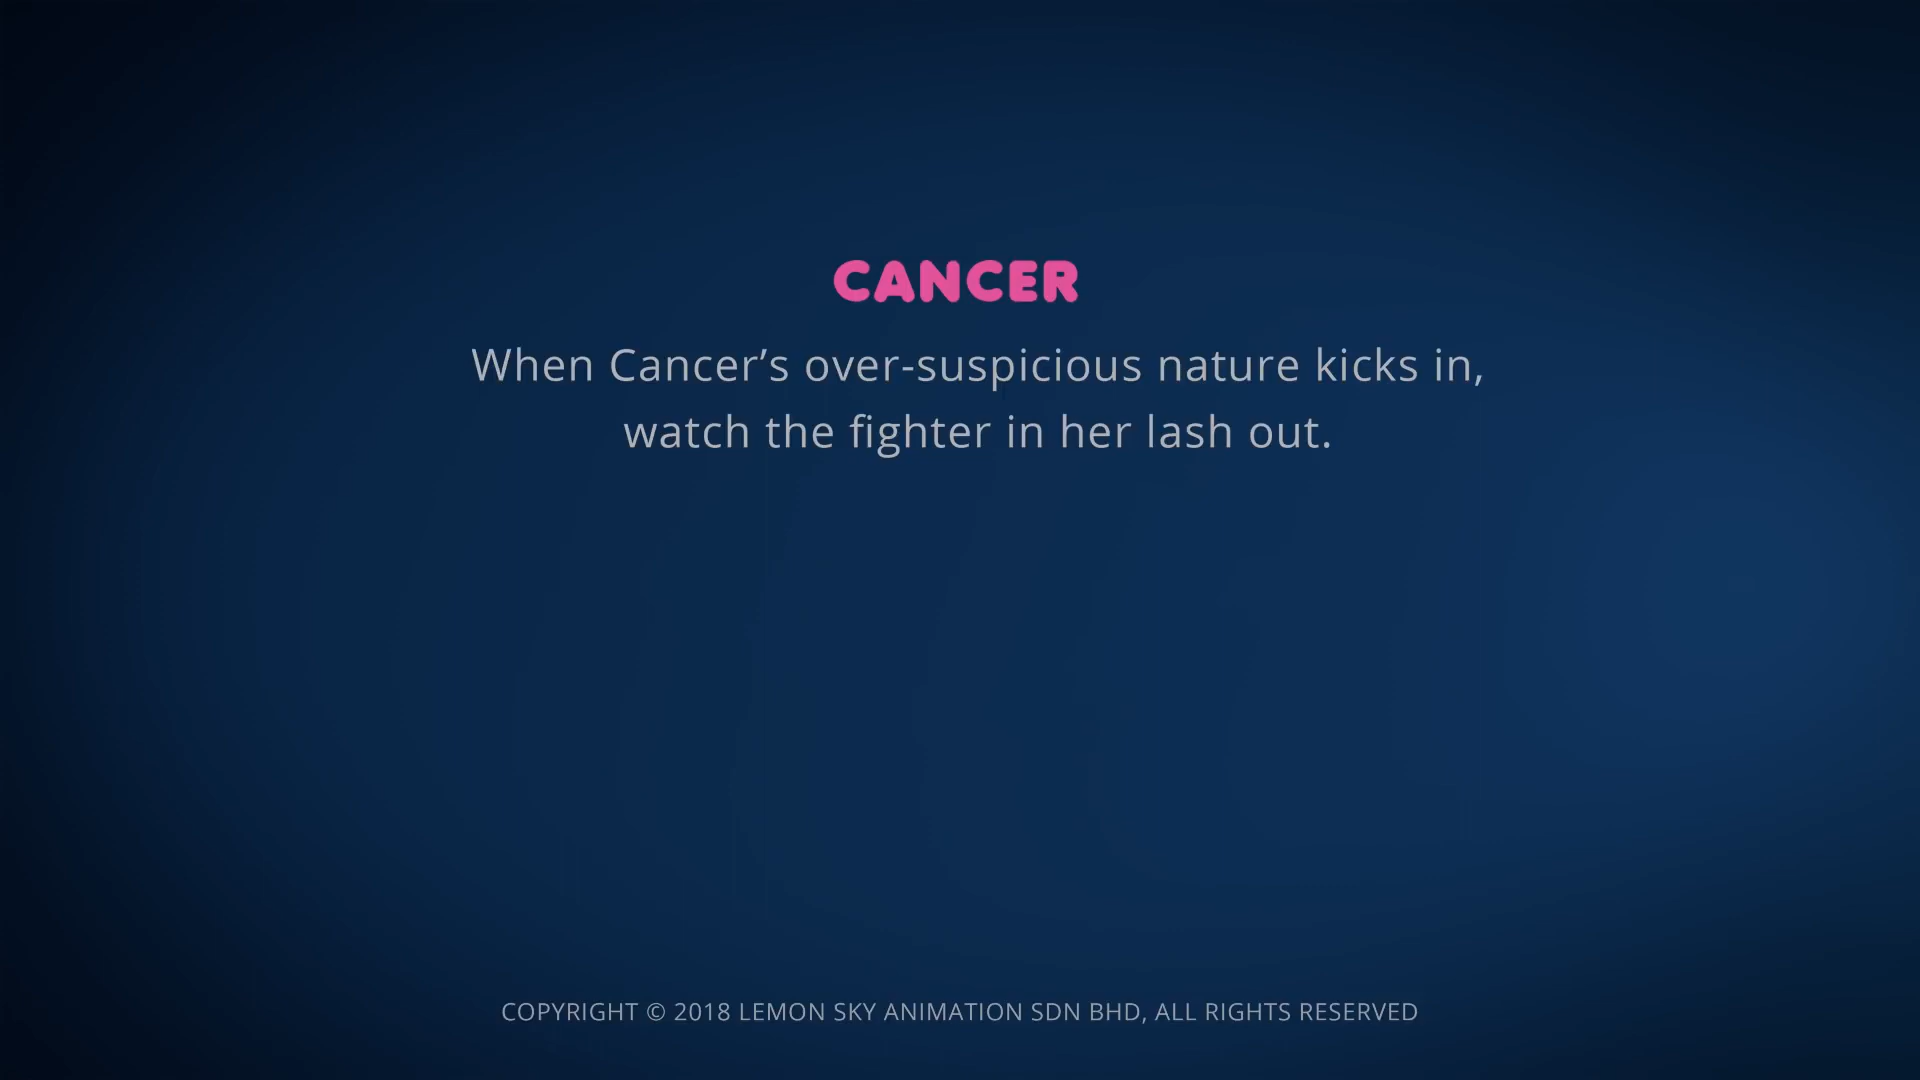 CANCER
When Cancer’s over-suspicious nature kicks in,
watch the fighter in her lash out.
COPYRIGHT © 2018 LEMON SKY ANIMATION SDN BHD, ALL RIGHTS RESERVED